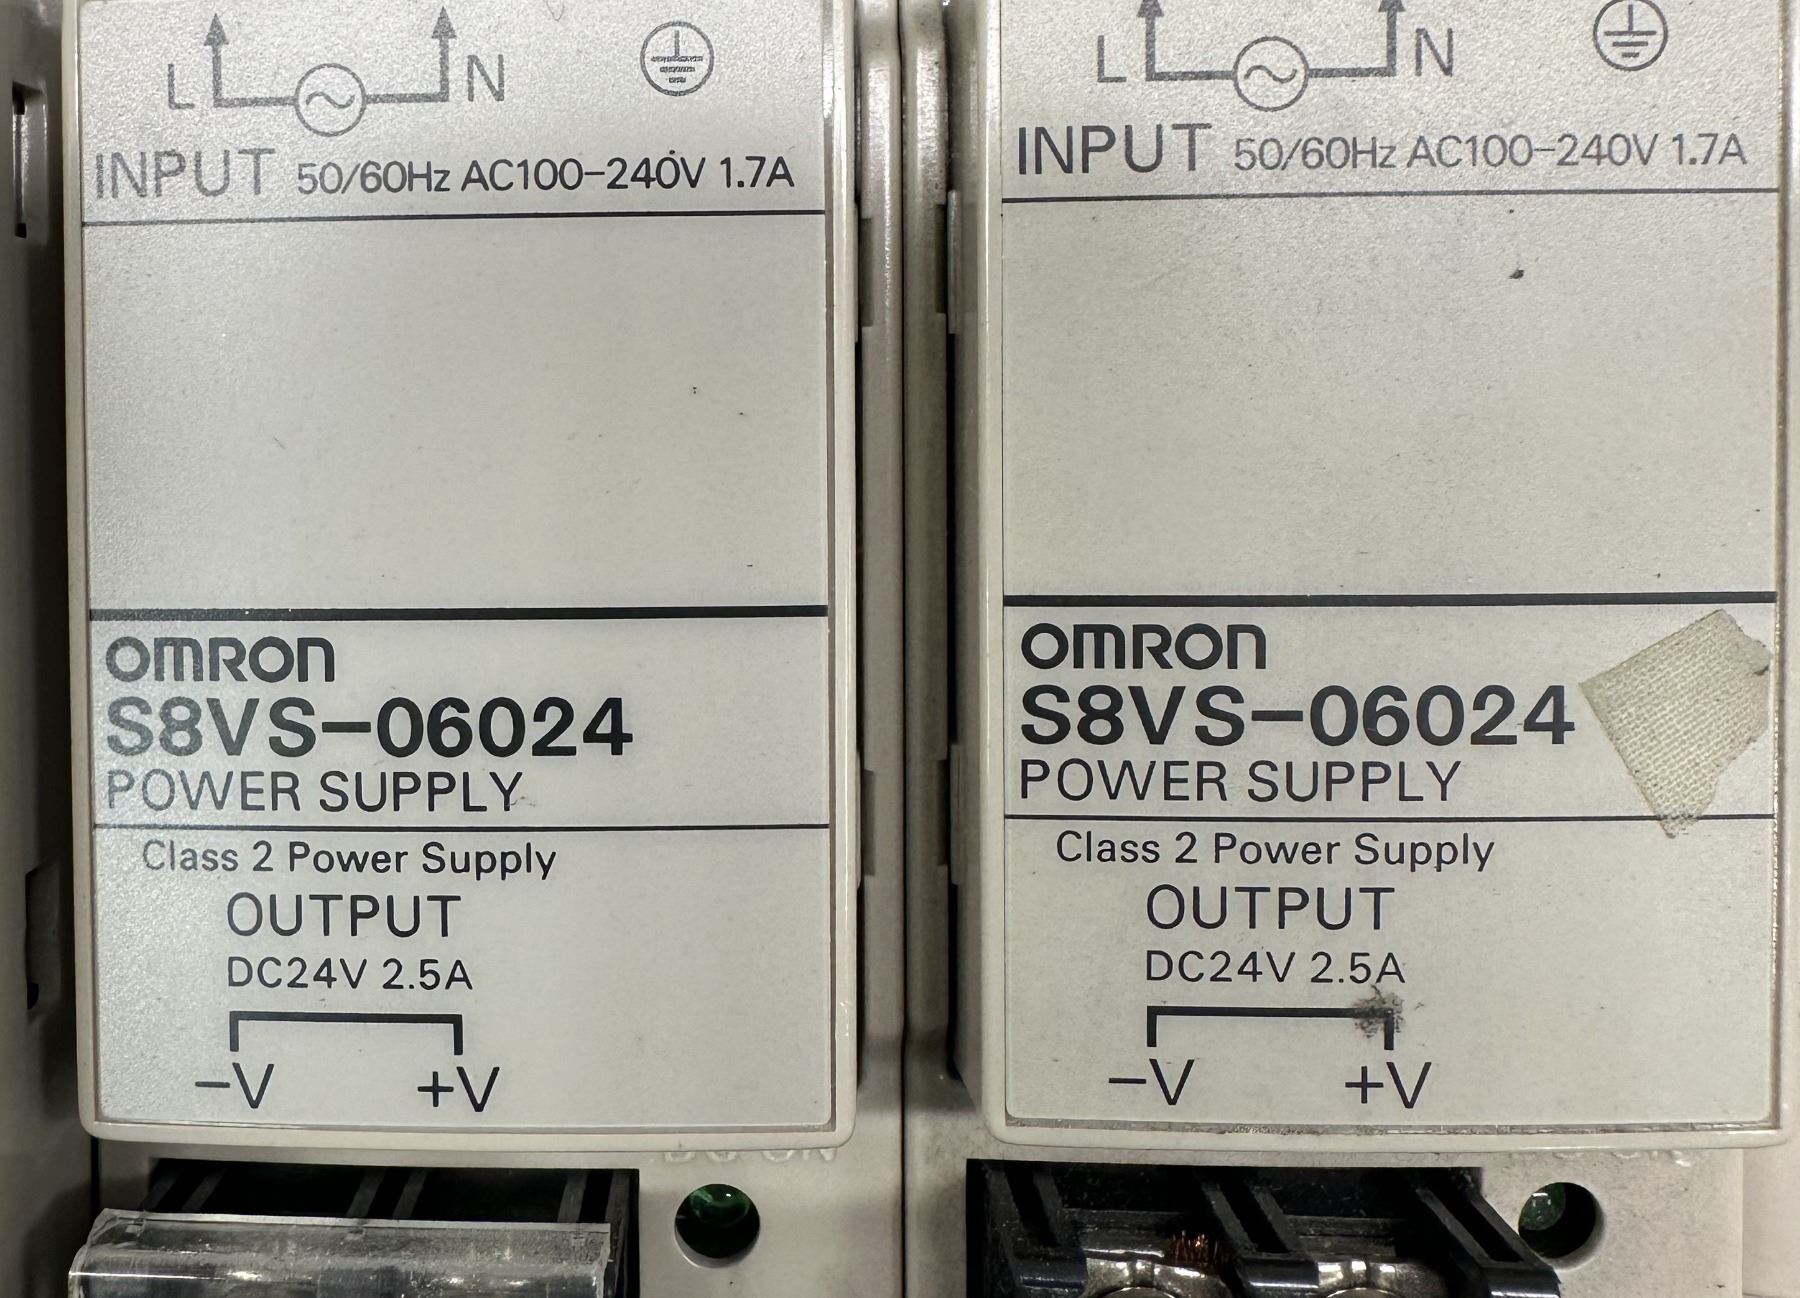 L N
INPUT 50/60Hz AC100-240V 1.7A
omron
S8VS-06024
POWER SUPPLY
Class 2 Power Supply
OUTPUT
DC24V 2.5A
-V +V
L N
INPUT 50/60Hz AC100-240V 1.7A
omron
S8VS-06024
POWER SUPPLY
Class 2 Power Supply
OUTPUT
DC24V 2.5A
-V +V